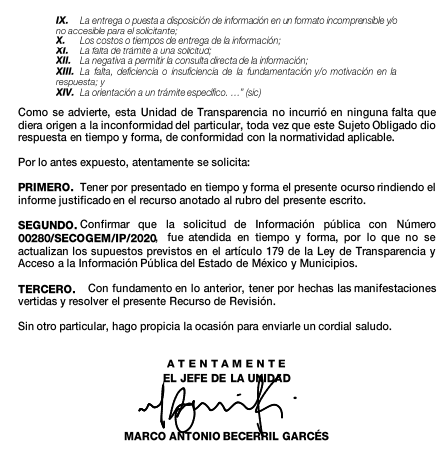 IX. La entrega o puesta a disposición de información en un formato incomprensible y/o
no accesible para el solicitante;
X. Los costos o tiempos de entrega de la información;
XI. La falta de trámite a una solicitud;
XII. La negativa a permitir la consulta directa de la información;
XIII. La falta, deficiencia o insuficiencia de la fundamentación y/o motivación en la
respuesta; y
XIV. La orientación a un trámite específico. …” (sic)
Como se advierte, esta Unidad de Transparencia no incurrió en ninguna falta que
diera origen a la inconformidad del particular, toda vez que este Sujeto Obligado dio
respuesta en tiempo y forma, de conformidad con la normatividad aplicable.
Por lo antes expuesto, atentamente se solicita:
PRIMERO. Tener por presentado en tiempo y forma el presente ocurso rindiendo el
informe justificado en el recurso anotado al rubro del presente escrito.
SEGUNDO. Confirmar que la solicitud de Información pública con Número
00280/SECOGEM/IP/2020, fue atendida en tiempo y forma, por lo que no se
actualizan los supuestos previstos en el artículo 179 de la Ley de Transparencia y
Acceso a la Información Pública del Estado de México y Municipios.
TERCERO. Con fundamento en lo anterior, tener por hechas las manifestaciones
vertidas y resolver el presente Recurso de Revisión.
Sin otro particular, hago propicia la ocasión para enviarle un cordial saludo.
A T E N T A M E N T E
EL JEFE DE LA UNIDAD
MARCO ANTONIO BECERRIL GARCÉS